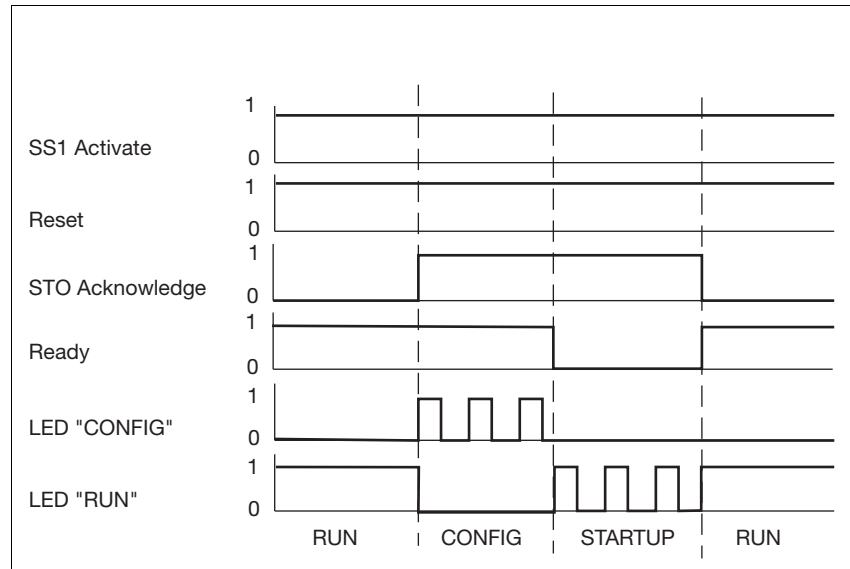 1
SS1 Activate
0
1
Reset
0
1
STO Acknowledge
0
1
Ready
0
1
LED "CONFIG"
0
1
LED "RUN"
0
RUN CONFIG STARTUP RUN